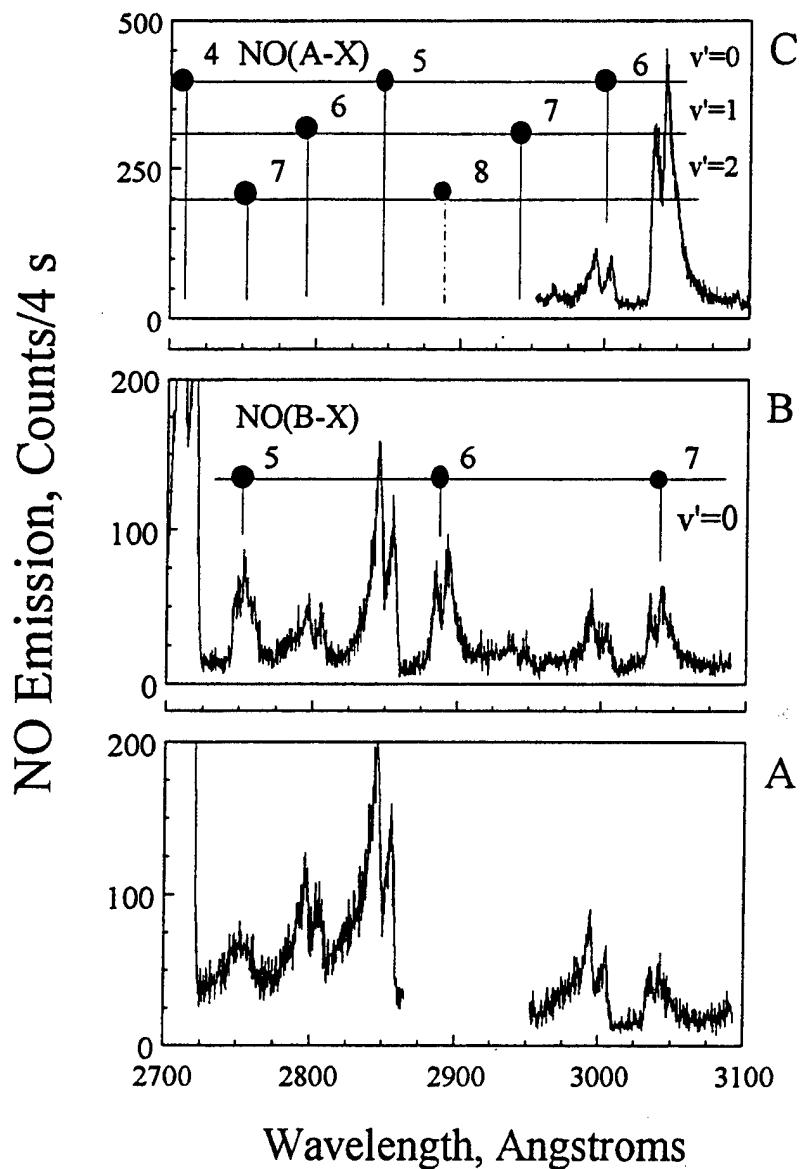 500
4 NO(A-X) 5 6 v'=0 C
6 7 v'=1
250 7 8 v'=2
0
200 B
NO(B-X)
5 6 7
v'=0
100
0
200 A
100
0
2700 2800 2900 3000 3100
Wavelength, Angstroms
NO Emission, Counts/4 s